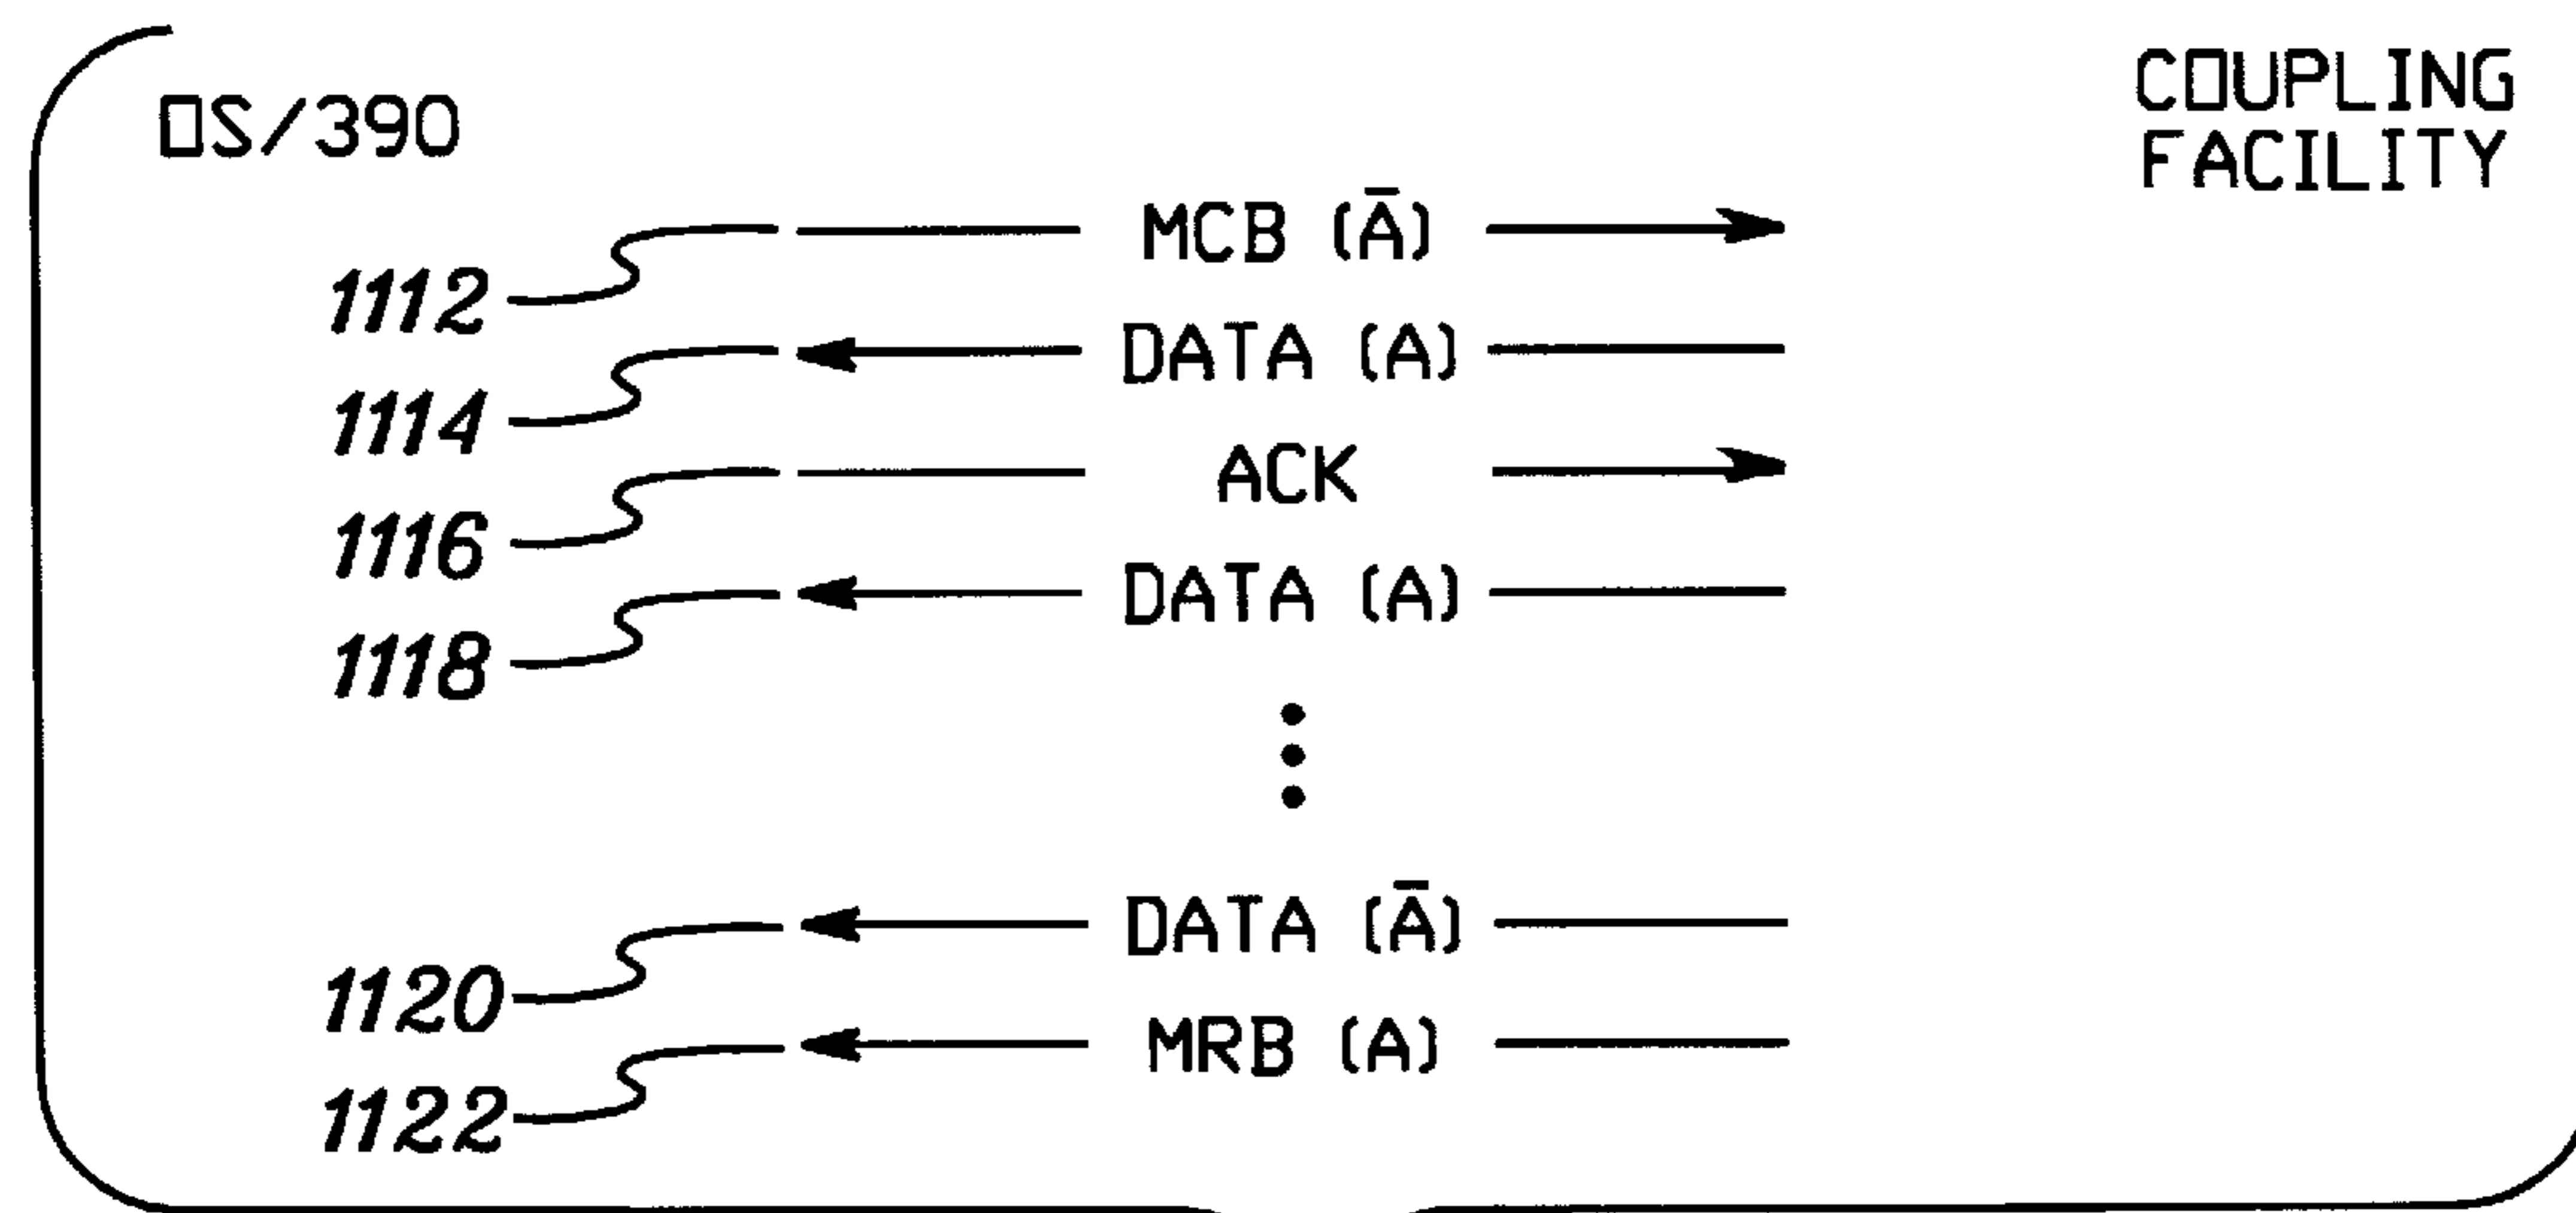 OS/390
COUPLING
FACILITY
MCB (Ā)
1112
DATA (A)
1114
ACK
1116
DATA (A)
1118
DATA (Ā)
1120
MRB (A)
1122